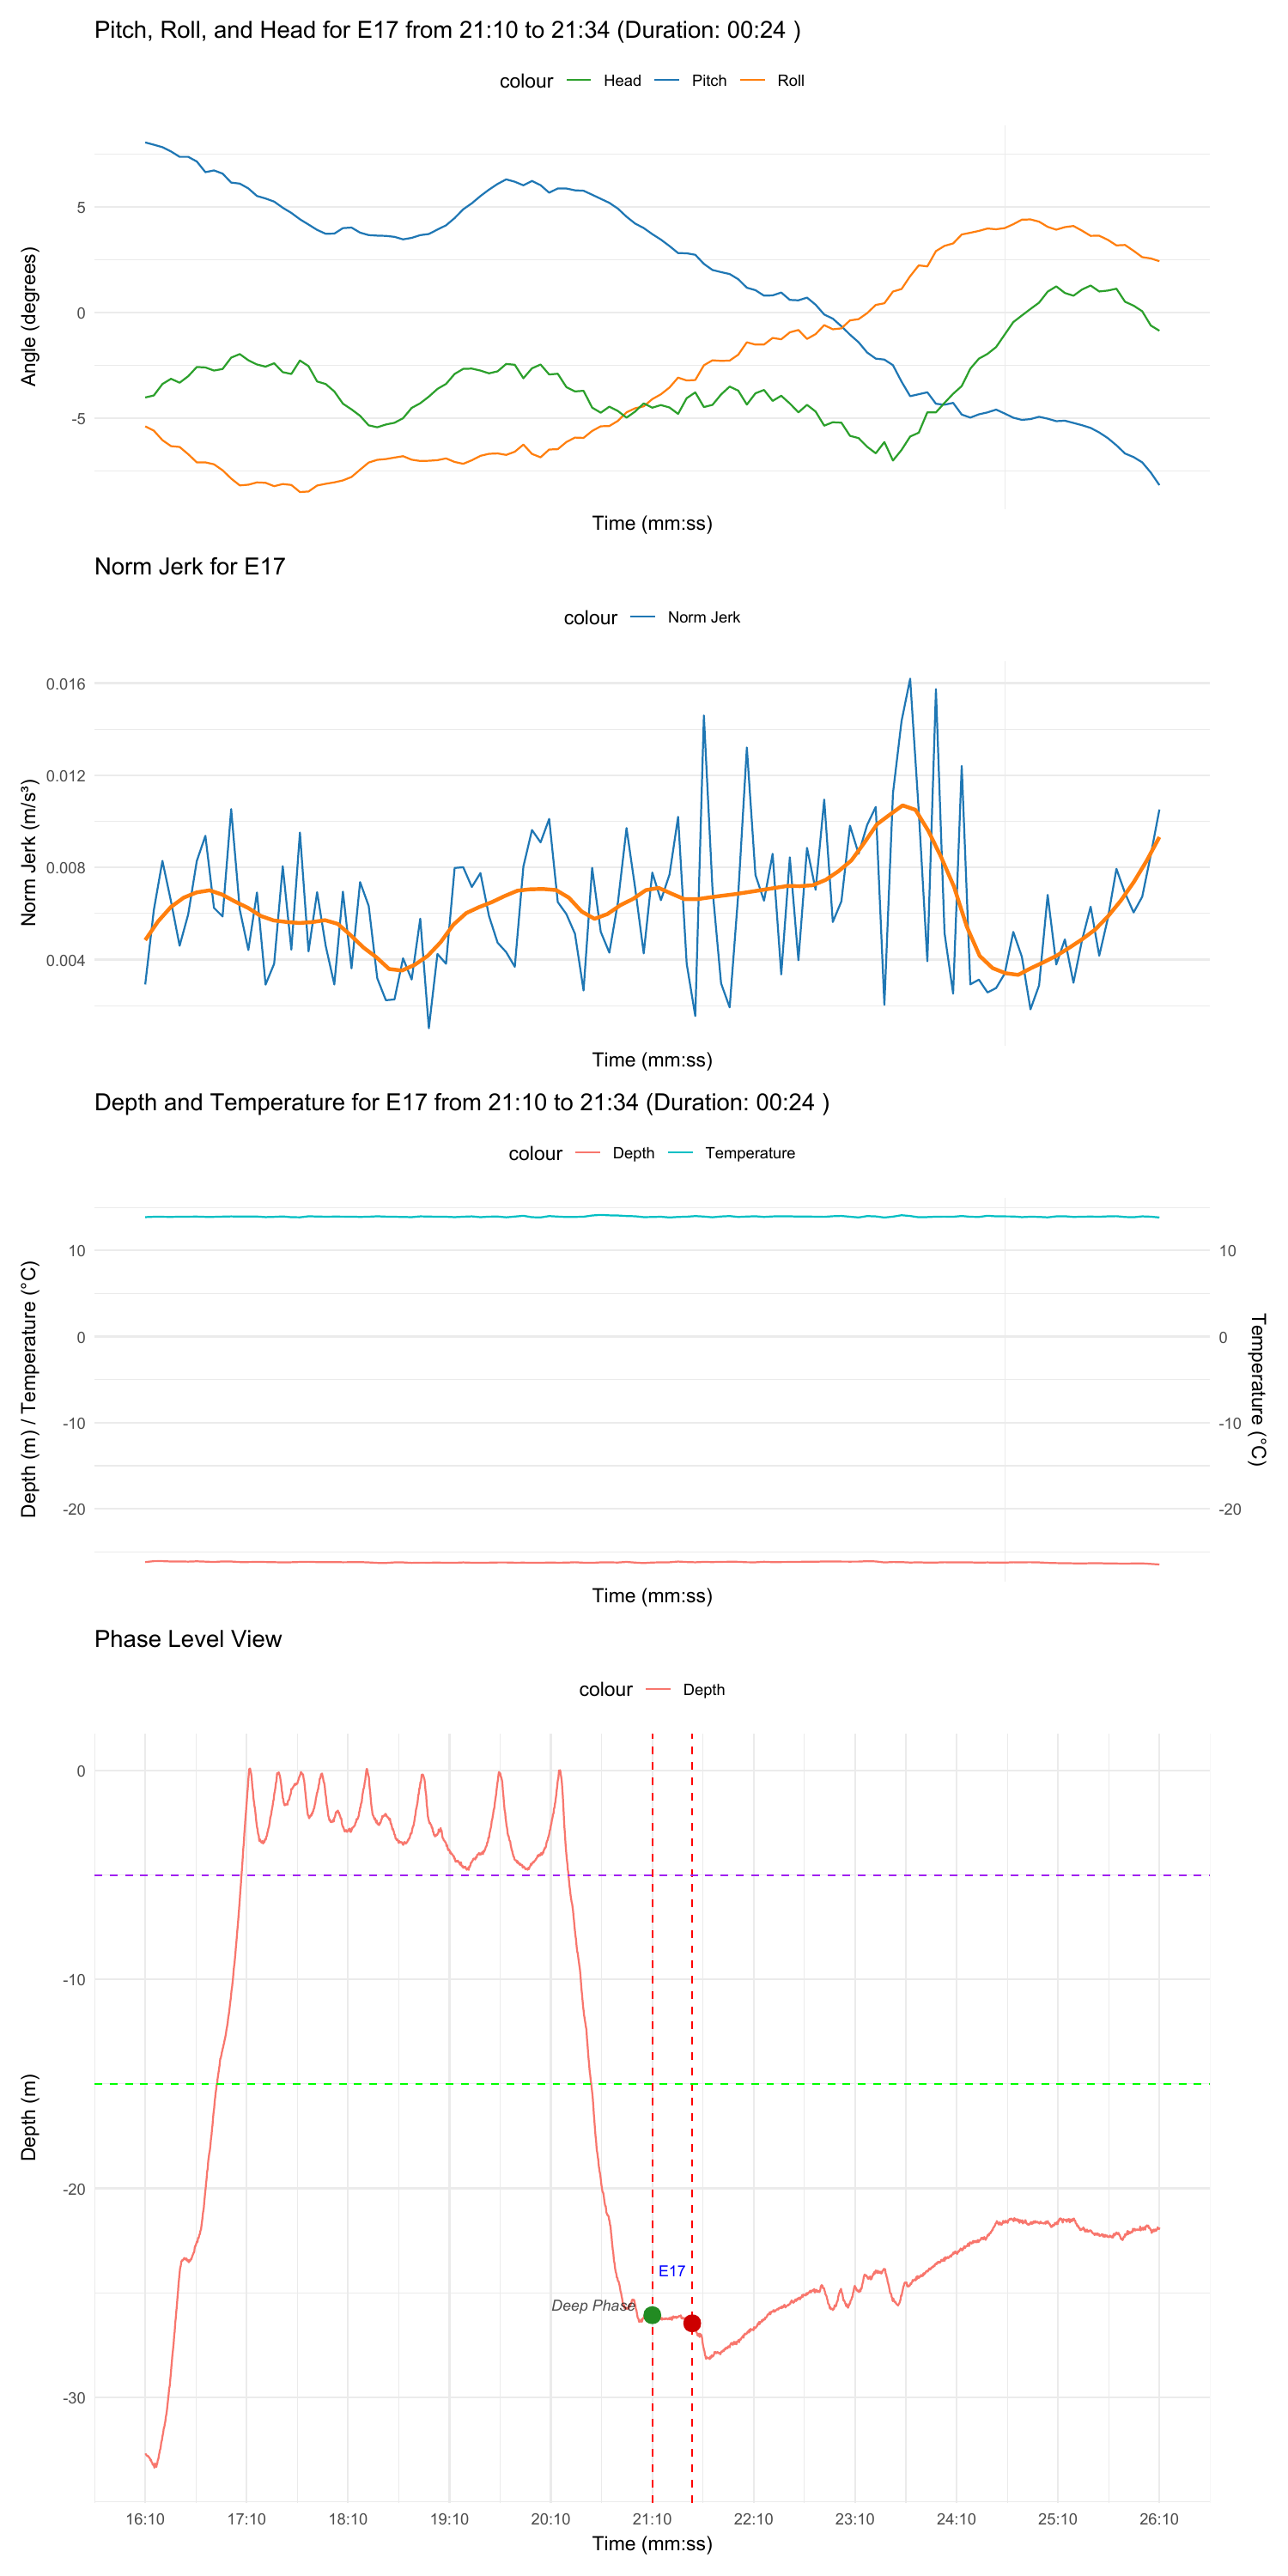 Pitch, Roll, and Head for E17 from 21:10 to 21:34 (Duration: 00:24 )
colour Head Pitch Roll
Angle (degrees)
5
0
-5
Time (mm:ss)
Norm Jerk for E17
colour Norm Jerk
Norm Jerk (m/s³)
0.016
0.012
0.008
0.004
Time (mm:ss)
Depth and Temperature for E17 from 21:10 to 21:34 (Duration: 00:24 )
colour Depth Temperature
Depth (m) / Temperature (°C)
10
0
-10
-20
10
0
-10
-20
Temperature (°C)
Time (mm:ss)
Phase Level View
colour Depth
Depth (m)
0
-10
-20
-30
E17
Deep Phase
16:10 17:10 18:10 19:10 20:10 21:10 22:10 23:10 24:10 25:10 26:10
Time (mm:ss)